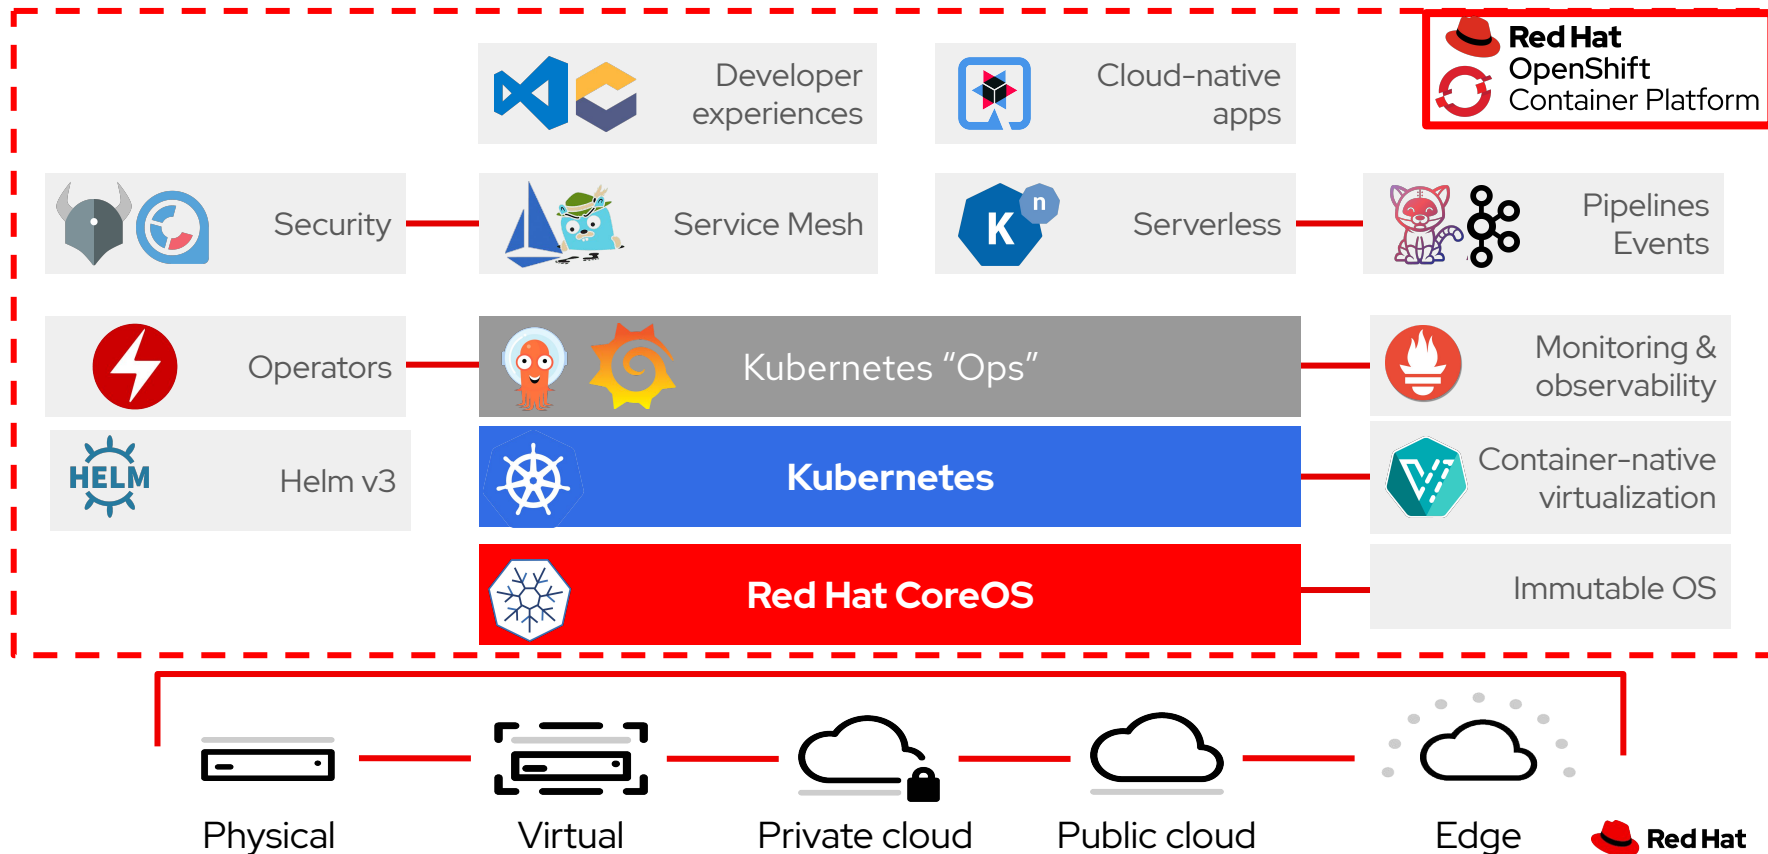 Red Hat
OpenShift
Container Platform
Developer
experiences
Cloud-native
apps
Security
Service Mesh
K
n
Serverless
Pipelines
Events
Operators
Kubernetes “Ops”
Monitoring &
observability
HELM
Helm v3
Kubernetes
Container-native
virtualization
Red Hat CoreOS
Immutable OS
Physical
Virtual
Private cloud
Public cloud
Edge
Red Hat